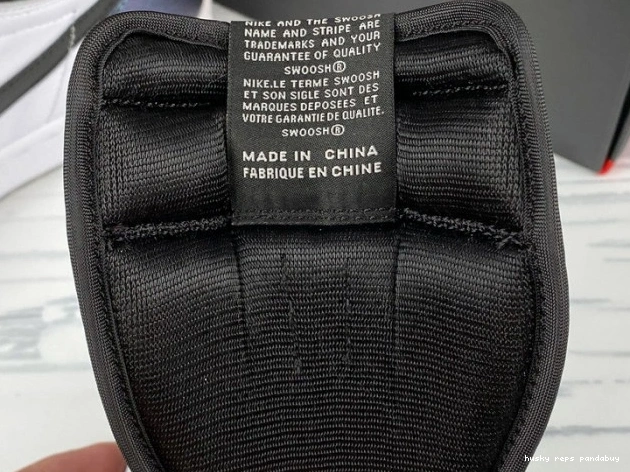 NIKE AND THE SWOOSH
NAME AND STRIPE ARE
TRADEMARKS AND YOUR
GUARANTEE OF QUALITY
SWOOSH®
NIKE.LE TERME SWOOSH
ET SON SIGLE SONT DES
MARQUES DEPOSEES ET
VOTRE GARANTIE DE QUALITE.
SWOOSH®
MADE IN CHINA
FABRIQUE EN CHINE
husky reps pandabuy